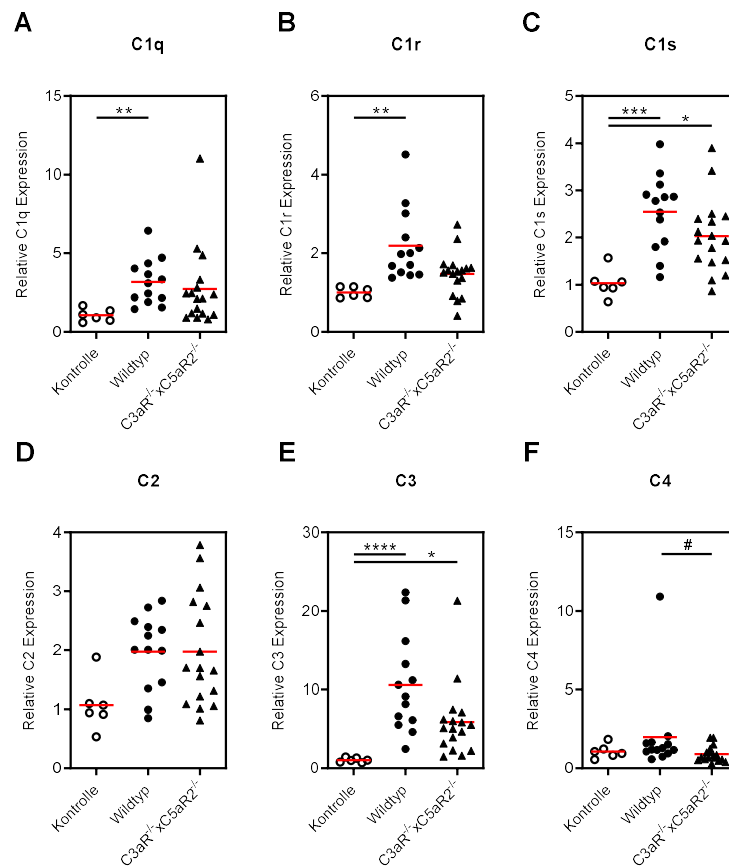 A
C1q
Relative C1q Expression
15
10
5
0
**
Kontrolle
Wildtyp
C3aR-/-xC5aR2-/-
B
C1r
Relative C1r Expression
6
4
2
0
**
Kontrolle
Wildtyp
C3aR-/-xC5aR2-/-
C
C1s
Relative C1s Expression
5
4
3
2
1
0
***
*
Kontrolle
Wildtyp
C3aR-/-xC5aR2-/-
D
C2
Relative C2 Expression
4
3
2
1
0
Kontrolle
Wildtyp
C3aR-/-xC5aR2-/-
E
C3
Relative C3 Expression
30
20
10
0
****
*
Kontrolle
Wildtyp
C3aR-/-xC5aR2-/-
F
C4
Relative C4 Expression
15
10
5
0
#
Kontrolle
Wildtyp
C3aR-/-xC5aR2-/-